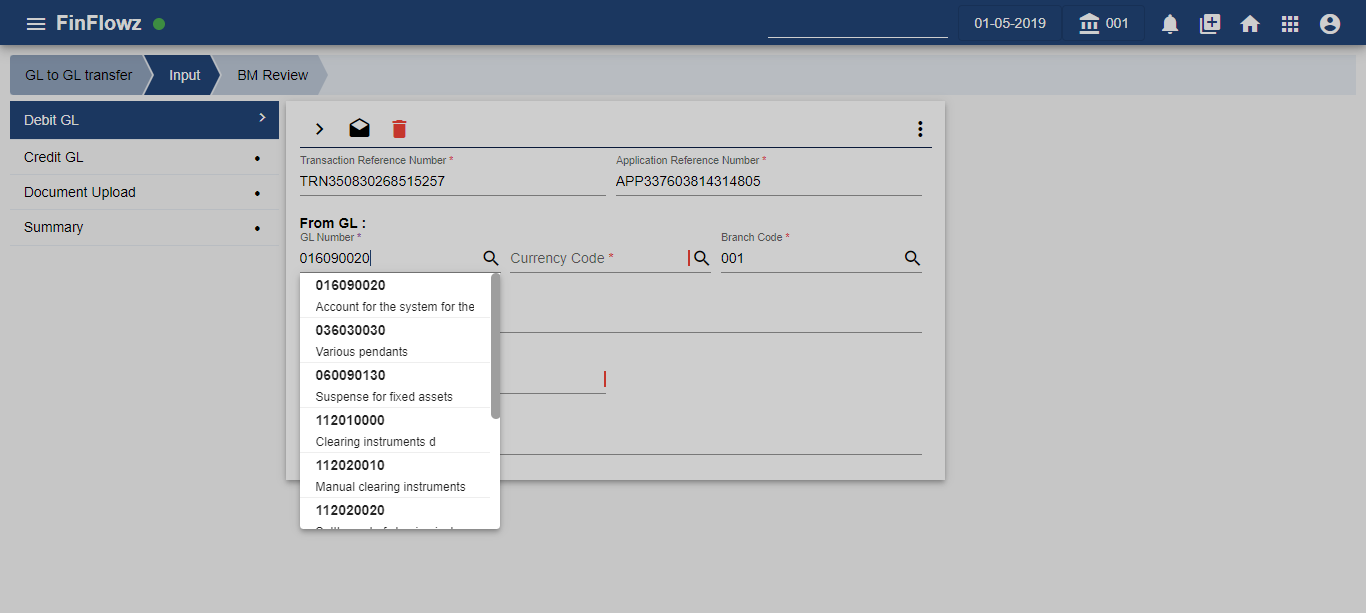 FinFlowz
01-05-2019
001
GL to GL transfer
Input
BM Review
Debit GL
Credit GL
Document Upload
Summary
Transaction Reference Number *
Application Reference Number *
TRN350830268515257
APP337603814314805
From GL :
GL Number *
Branch Code *
016090020
Currency Code *
001
016090020
Account for the system for the
036030030
Various pendants
060090130
Suspense for fixed assets
112010000
Clearing instruments d
112020010
Manual clearing instruments
112020020